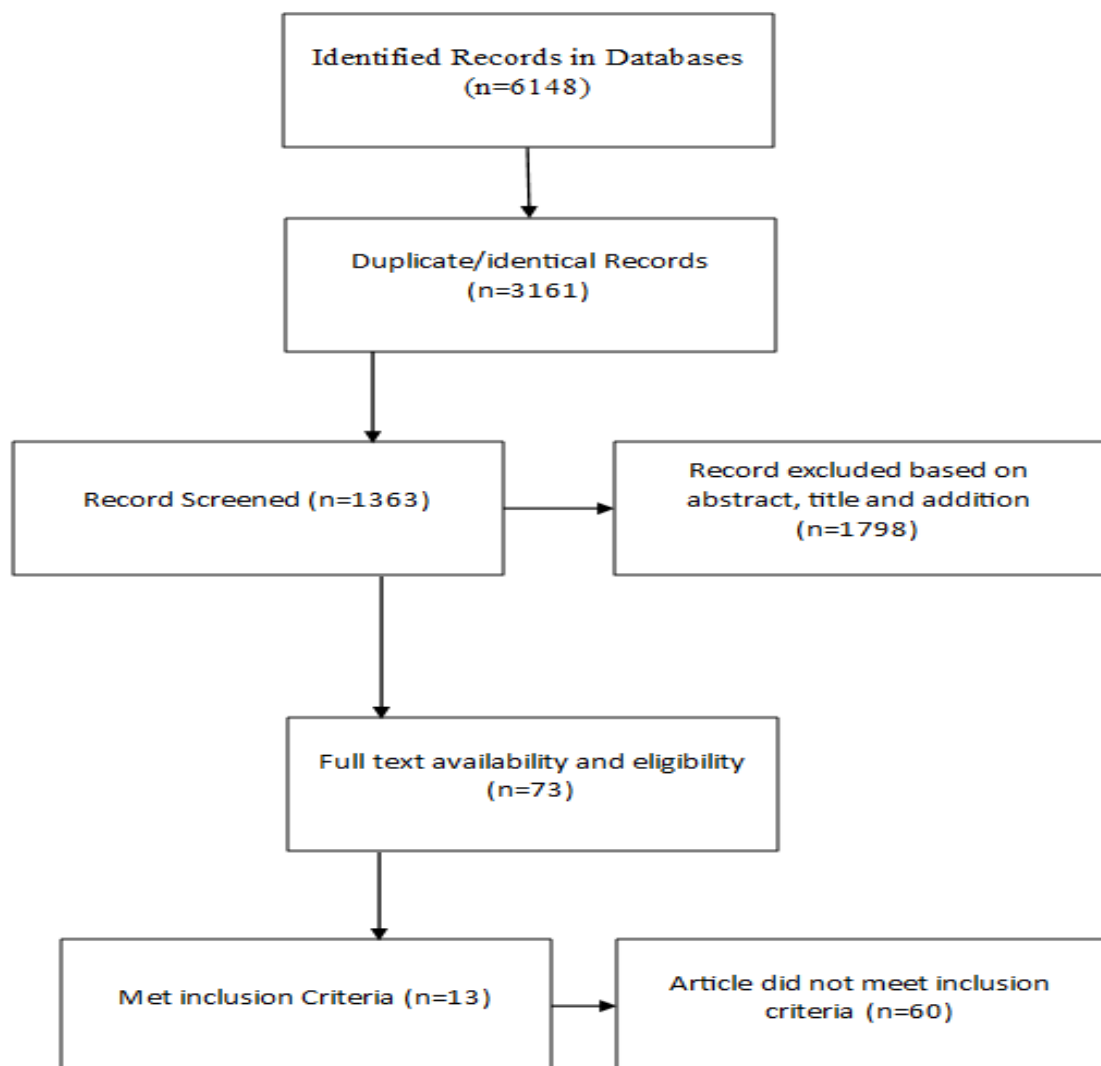 Identified Records in Databases
(n=6148)
Duplicate/identical Records
(n=3161)
Record Screened (n=1363)
Record excluded based on
abstract, title and addition
(n=1798)
Full text availability and eligibility
(n=73)
Met inclusion Criteria (n=13)
Article did not meet inclusion
criteria (n=60)